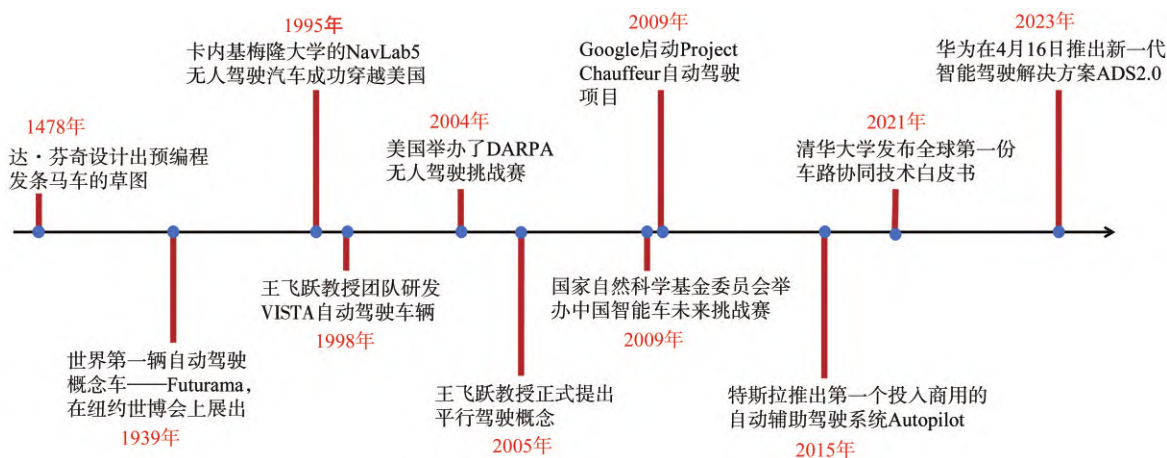 1478年
达·芬奇设计出预编程
发条马车的草图
世界第一辆自动驾驶
概念车——Futurama,
在纽约世博会上展出
1939年
1995年
卡内基梅隆大学的NavLab5
无人驾驶汽车成功穿越美国
王飞跃教授团队研发
VISTA自动驾驶车辆
1998年
2004年
美国举办了DARPA
无人驾驶挑战赛
王飞跃教授正式提出
平行驾驶概念
2005年
2009年
Google启动Project
Chauffeur自动驾驶
项目
国家自然科学基金委员会举
办中国智能车未来挑战赛
2009年
特斯拉推出第一个投入商用的
自动辅助驾驶系统Autopilot
2015年
2021年
清华大学发布全球第一份
车路协同技术白皮书
2023年
华为在4月16日推出新一代
智能驾驶解决方案ADS2.0